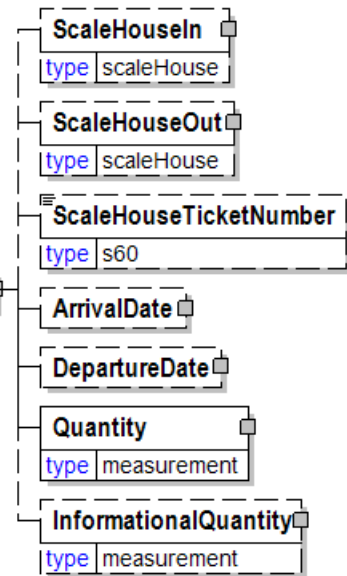 ScaleHouseIn
type scaleHouse
ScaleHouseOut
type scaleHouse
ScaleHouseTicketNumber
type s60
ArrivalDate
DepartureDate
Quantity
type measurement
InformationalQuantity
type measurement